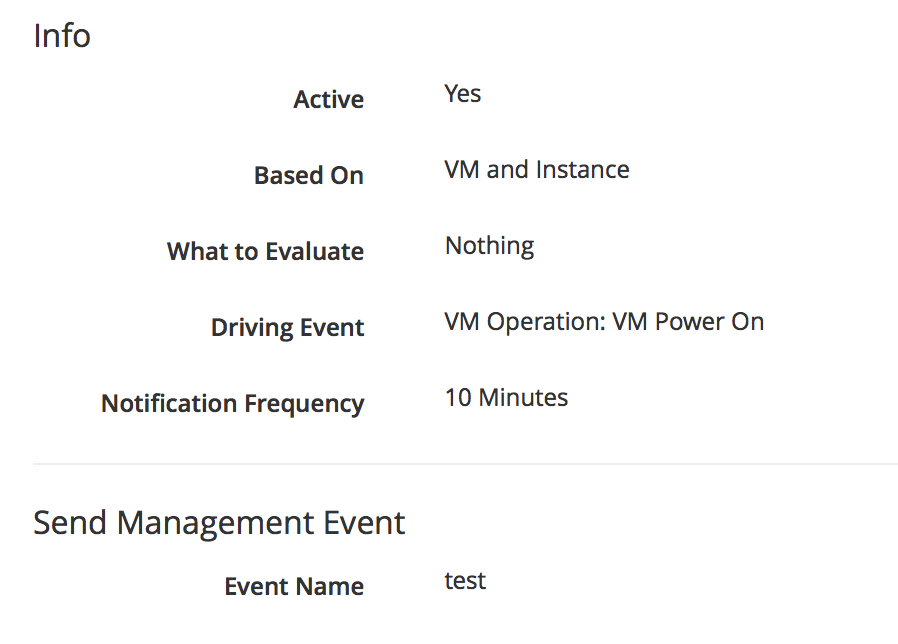 Info
Active Yes
Based On VM and Instance
What to Evaluate Nothing
Driving Event VM Operation: VM Power On
Notification Frequency 10 Minutes
Send Management Event
Event Name test